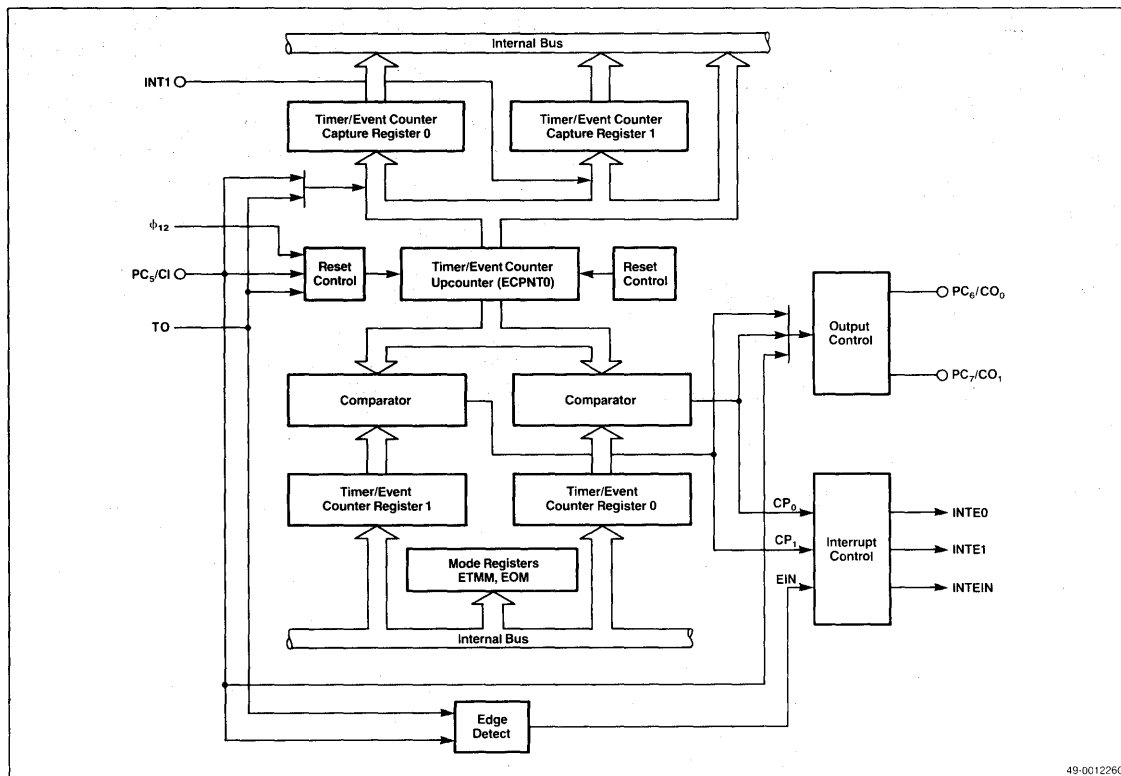 Internal Bus
INT1
Timer/Event Counter
Capture Register 0
Timer/Event Counter
Capture Register 1
ϕ12
PC5/CI
TO
Reset
Control
Timer/Event Counter
Upcounter (ECPNT0)
Reset
Control
Comparator
Comparator
Output
Control
PC6/CO0
PC7/CO1
Timer/Event
Counter Register 1
Timer/Event
Counter Register 0
Mode Registers
ETMM, EOM
Internal Bus
CP0
CP1
EIN
Interrupt
Control
INTE0
INTE1
INTEIN
Edge
Detect
49-001226C